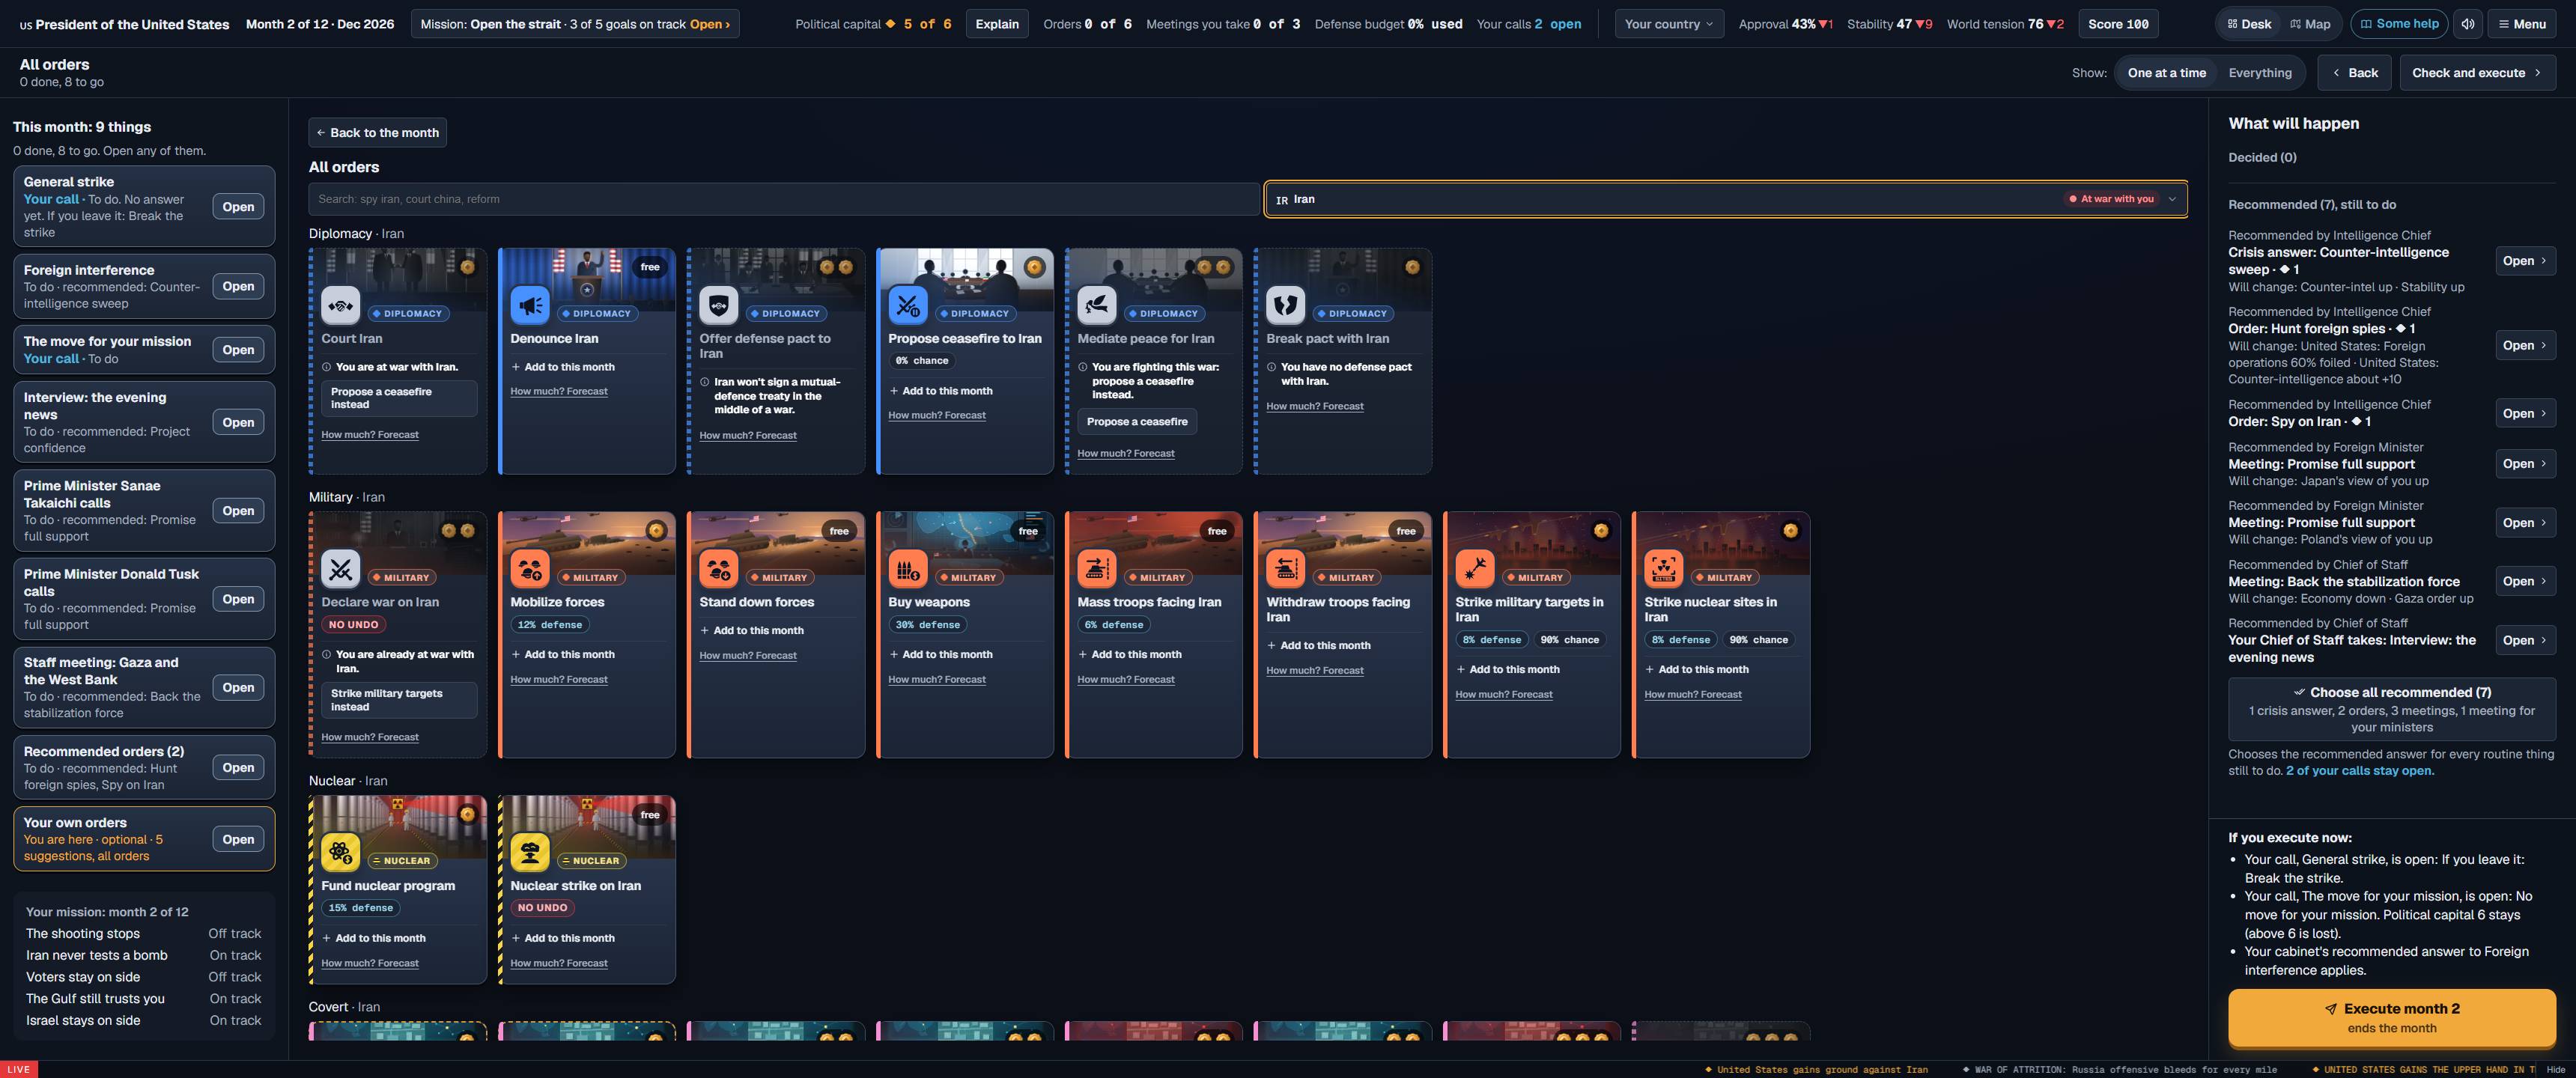 US President of the United States
Month 2 of 12 · Dec 2026
Mission: Open the strait · 3 of 5 goals on track Open ›
Political capital 5 of 6
Explain
Orders 0 of 6
Meetings you take 0 of 3
Defense budget 0% used
Your calls 2 open
Your country
Approval 43% ▼1
Stability 47 ▼9
World tension 76 ▼2
Score 100
Desk
Map
Some help
Menu
All orders
0 done, 8 to go
Show:
One at a time
Everything
Back
Check and execute
This month: 9 things
0 done, 8 to go. Open any of them.
General strike
Your call · To do. No answer
yet. If you leave it: Break the
strike
Open
Foreign interference
To do · recommended: Counter-
intelligence sweep
Open
The move for your mission
Your call · To do
Open
Interview: the evening
news
To do · recommended: Project
confidence
Open
Prime Minister Sanae
Takaichi calls
To do · recommended: Promise
full support
Open
Prime Minister Donald Tusk
calls
To do · recommended: Promise
full support
Open
Staff meeting: Gaza and
the West Bank
To do · recommended: Back the
stabilization force
Open
Recommended orders (2)
To do · recommended: Hunt
foreign spies, Spy on Iran
Open
Your own orders
You are here · optional · 5
suggestions, all orders
Open
Your mission: month 2 of 12
The shooting stops Off track
Iran never tests a bomb On track
Voters stay on side Off track
The Gulf still trusts you On track
Israel stays on side On track
← Back to the month
All orders
Search: spy iran, court china, reform
IR Iran
At war with you
Diplomacy · Iran
DIPLOMACY
Court Iran
You are at war with Iran.
Propose a ceasefire
instead
How much? Forecast
free
DIPLOMACY
Denounce Iran
+ Add to this month
How much? Forecast
DIPLOMACY
Offer defense pact to
Iran
Iran won't sign a mutual-
defence treaty in the
middle of a war.
How much? Forecast
DIPLOMACY
Propose ceasefire to Iran
0% chance
+ Add to this month
How much? Forecast
DIPLOMACY
Mediate peace for Iran
You are fighting this war:
propose a ceasefire
instead.
Propose a ceasefire
How much? Forecast
DIPLOMACY
Break pact with Iran
You have no defense pact
with Iran.
How much? Forecast
Military · Iran
MILITARY
Declare war on Iran
NO UNDO
You are already at war with
Iran.
Strike military targets
instead
How much? Forecast
MILITARY
Mobilize forces
12% defense
+ Add to this month
How much? Forecast
free
MILITARY
Stand down forces
+ Add to this month
How much? Forecast
free
MILITARY
Buy weapons
30% defense
+ Add to this month
How much? Forecast
free
MILITARY
Mass troops facing Iran
6% defense
+ Add to this month
How much? Forecast
free
MILITARY
Withdraw troops facing
Iran
+ Add to this month
How much? Forecast
MILITARY
Strike military targets in
Iran
8% defense 90% chance
+ Add to this month
How much? Forecast
MILITARY
Strike nuclear sites in
Iran
8% defense 90% chance
+ Add to this month
How much? Forecast
Nuclear · Iran
NUCLEAR
Fund nuclear program
15% defense
+ Add to this month
How much? Forecast
free
NUCLEAR
Nuclear strike on Iran
NO UNDO
+ Add to this month
How much? Forecast
Covert · Iran
What will happen
Decided (0)
Recommended (7), still to do
Recommended by Intelligence Chief
Crisis answer: Counter-intelligence
sweep · ◆ 1
Will change: Counter-intel up · Stability up
Open ›
Recommended by Intelligence Chief
Order: Hunt foreign spies · ◆ 1
Will change: United States: Foreign
operations 60% foiled · United States:
Counter-intelligence about +10
Open ›
Recommended by Intelligence Chief
Order: Spy on Iran · ◆ 1
Open ›
Recommended by Foreign Minister
Meeting: Promise full support
Will change: Japan's view of you up
Open ›
Recommended by Foreign Minister
Meeting: Promise full support
Will change: Poland's view of you up
Open ›
Recommended by Chief of Staff
Meeting: Back the stabilization force
Will change: Economy down · Gaza order up
Open ›
Recommended by Chief of Staff
Your Chief of Staff takes: Interview: the
evening news
Open ›
Choose all recommended (7)
1 crisis answer, 2 orders, 3 meetings, 1 meeting for
your ministers
Chooses the recommended answer for every routine thing
still to do. 2 of your calls stay open.
If you execute now:
• Your call, General strike, is open: If you leave it:
Break the strike.
• Your call, The move for your mission, is open: No
move for your mission. Political capital 6 stays
(above 6 is lost).
• Your cabinet's recommended answer to Foreign
interference applies.
Execute month 2
ends the month
LIVE
◆ United States gains ground against Iran
◆ WAR OF ATTRITION: Russia offensive bleeds for every mile
◆ UNITED STATES GAINS THE UPPER HAND IN
Hide